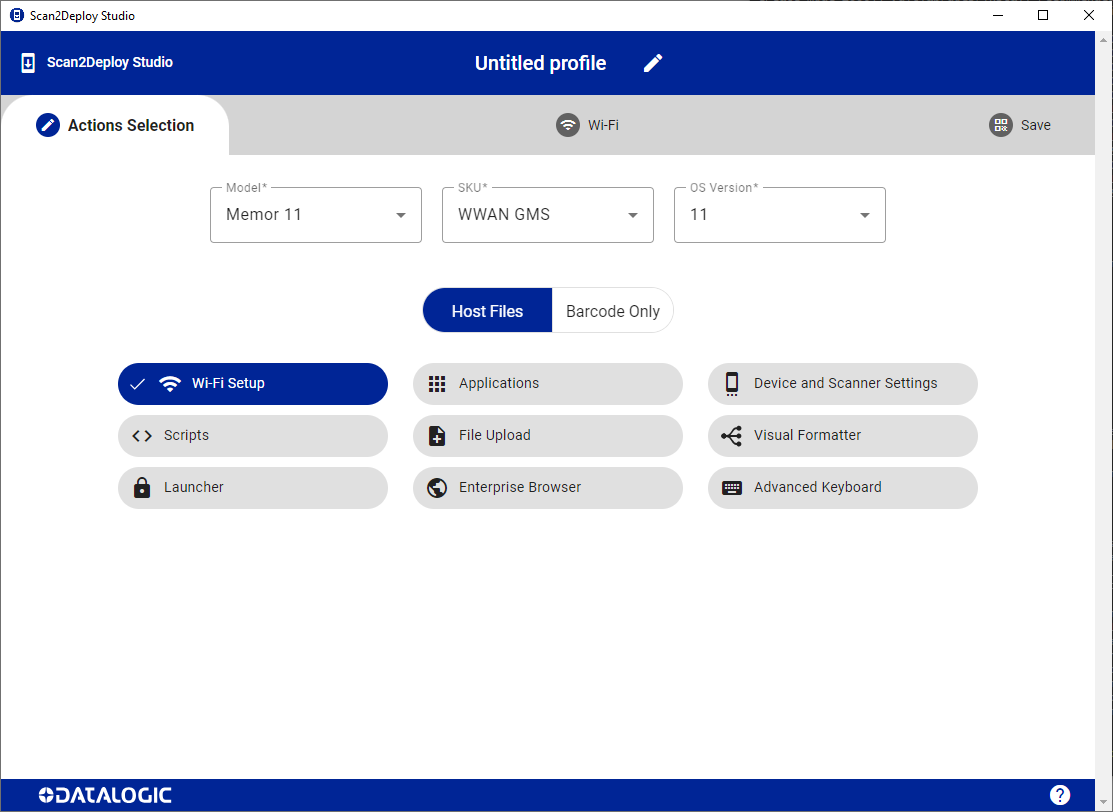 Scan2Deploy Studio
Scan2Deploy Studio
Untitled profile
Actions Selection
Wi-Fi
Save
Model*
SKU*
OS Version*
Memor 11
WWAN GMS
11
Host Files
Barcode Only
Wi-Fi Setup
Applications
Device and Scanner Settings
Scripts
File Upload
Visual Formatter
Launcher
Enterprise Browser
Advanced Keyboard
DATALOGIC
?